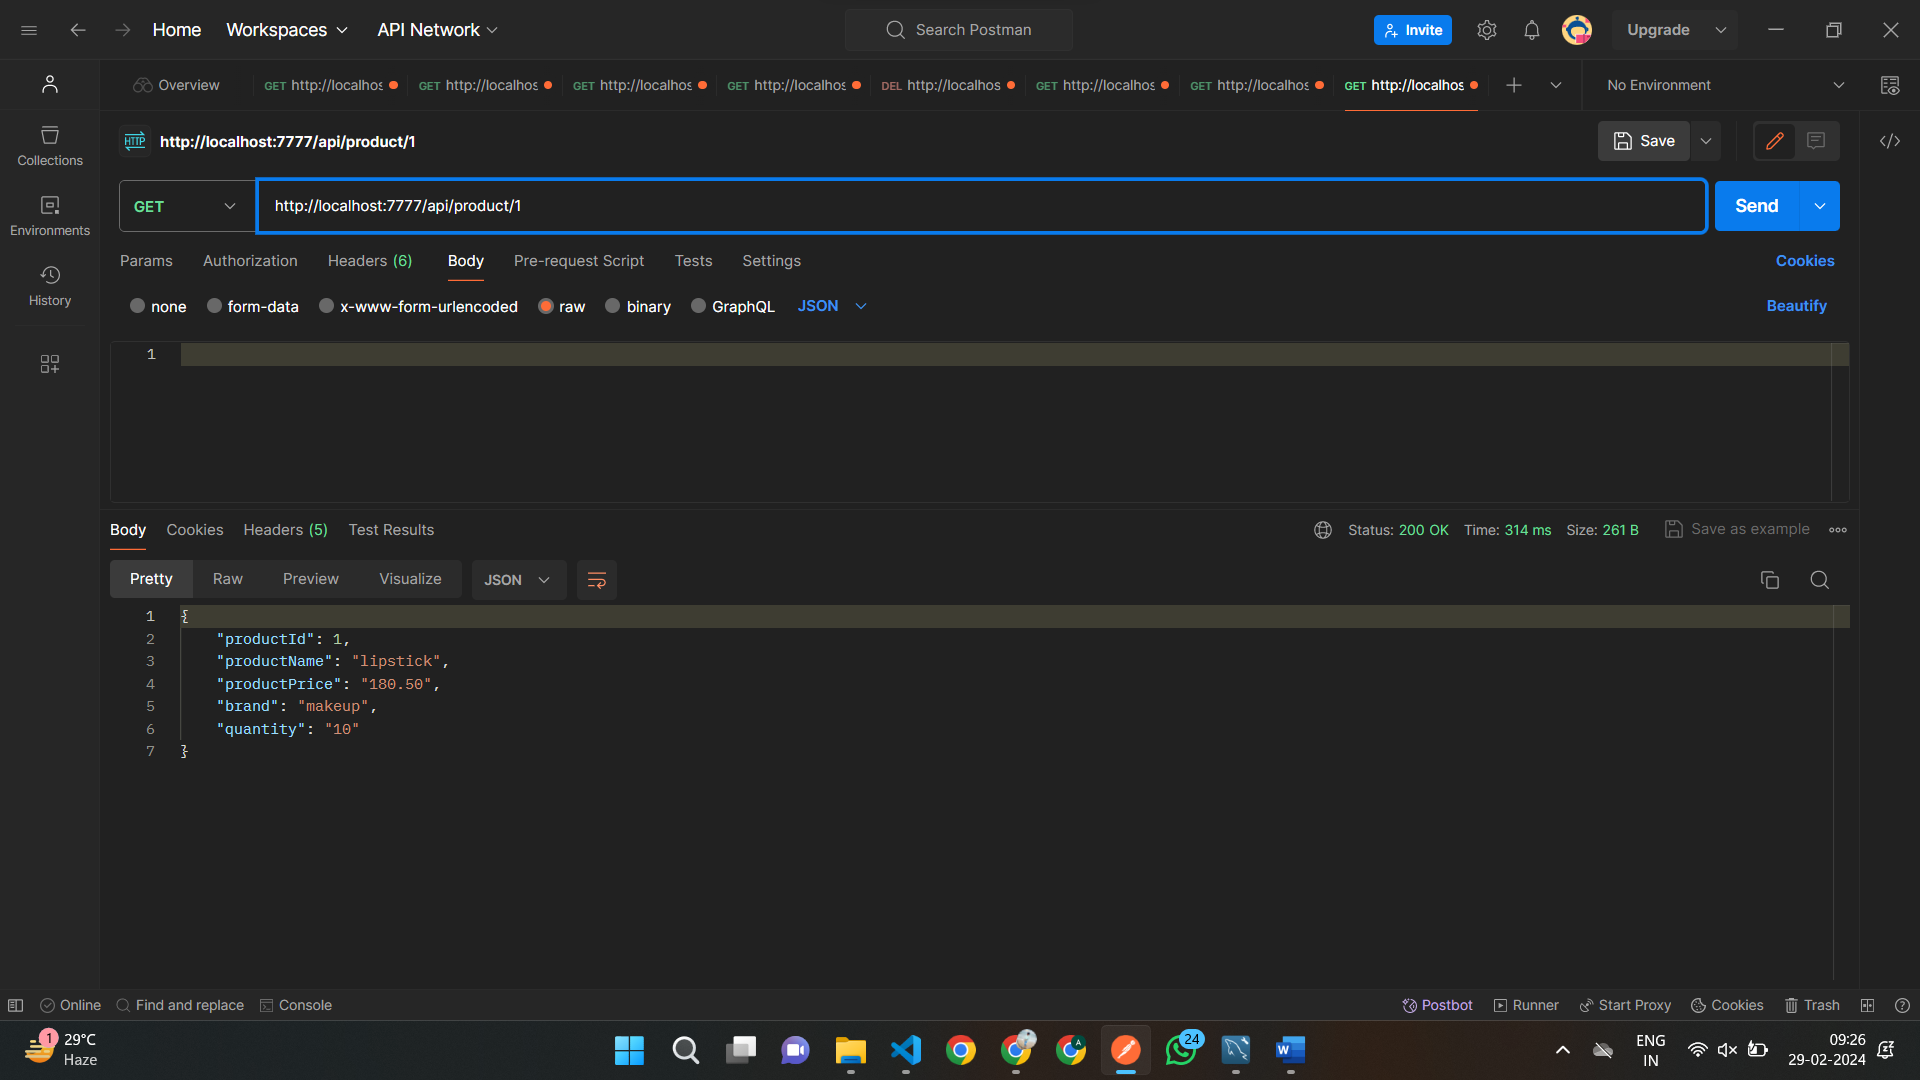 Home Workspaces API Network Search Postman Invite Upgrade
Overview GET http://localhos GET http://localhos GET http://localhos GET http://localhos DEL http://localhos GET http://localhos GET http://localhos GET http://localhos No Environment
HTTP http://localhost:7777/api/product/1 Save
Collections
Environments
History
GET http://localhost:7777/api/product/1 Send
Params Authorization Headers (6) Body Pre-request Script Tests Settings Cookies
none form-data x-www-form-urlencoded raw binary GraphQL JSON Beautify
1
Body Cookies Headers (5) Test Results Status: 200 OK Time: 314 ms Size: 261 B Save as example
Pretty Raw Preview Visualize JSON
1 {
2 "productId": 1,
3 "productName": "lipstick",
4 "productPrice": "180.50",
5 "brand": "makeup",
6 "quantity": "10"
7 }
Online Find and replace Console Postbot Runner Start Proxy Cookies Trash
1 29°C
Haze
A
24
W
ENG
IN
09:26
29-02-2024